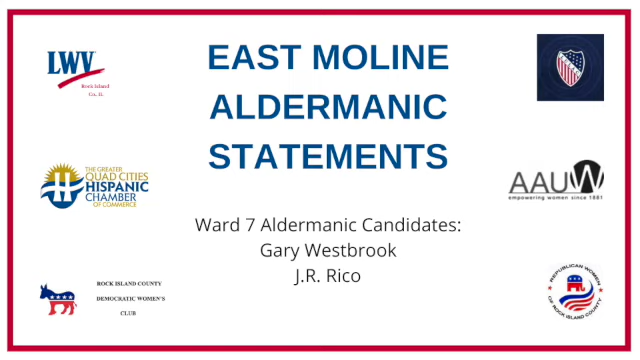 LWV
Rock Island
Co. IL
EAST MOLINE
ALDERMANIC
STATEMENTS
THE GREATER
QUAD CITIES
HISPANIC
CHAMBER
OF COMMERCE
AAUW
empowering women since 1881
Ward 7 Aldermanic Candidates:
Gary Westbrook
J.R. Rico
ROCK ISLAND COUNTY
DEMOCRATIC WOMEN'S
CLUB
REPUBLICAN WOMEN
OF ROCK ISLAND COUNTY